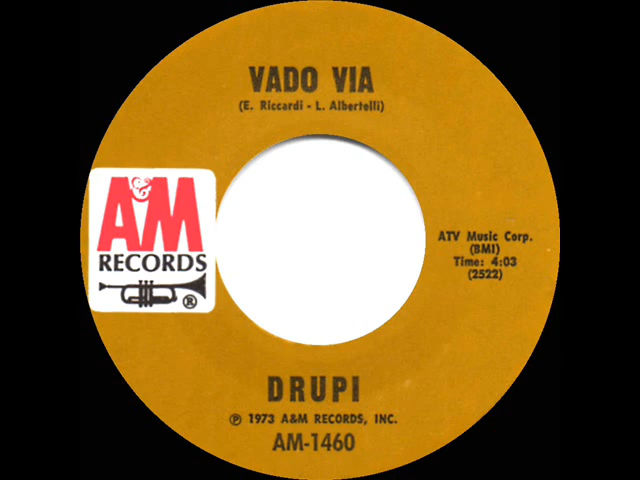 VADO VIA
(E. Riccardi - L. Albertelli)
A&M
RECORDS
®
ATV Music Corp.
(BMI)
Time: 4:03
(2522)
DRUPI
℗ 1973 A&M RECORDS, INC.
AM-1460